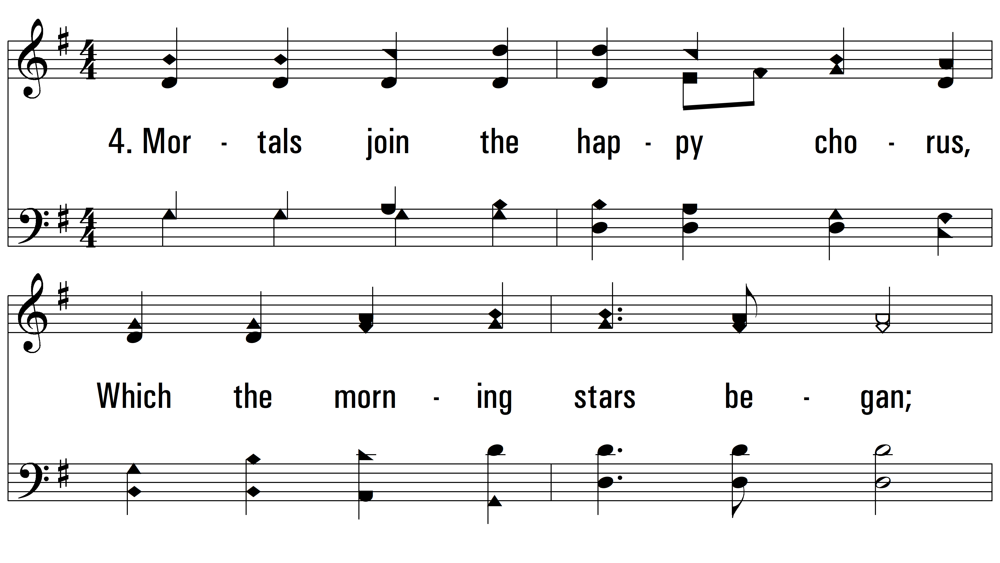 4. Mor - tals join the hap - py cho - rus,
Which the morn - ing stars be - gan;